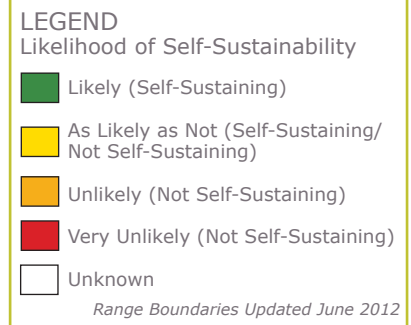 LEGEND
Likelihood of Self-Sustainability
Likely (Self-Sustaining)
As Likely as Not (Self-Sustaining/
Not Self-Sustaining)
Unlikely (Not Self-Sustaining)
Very Unlikely (Not Self-Sustaining)
Unknown
Range Boundaries Updated June 2012